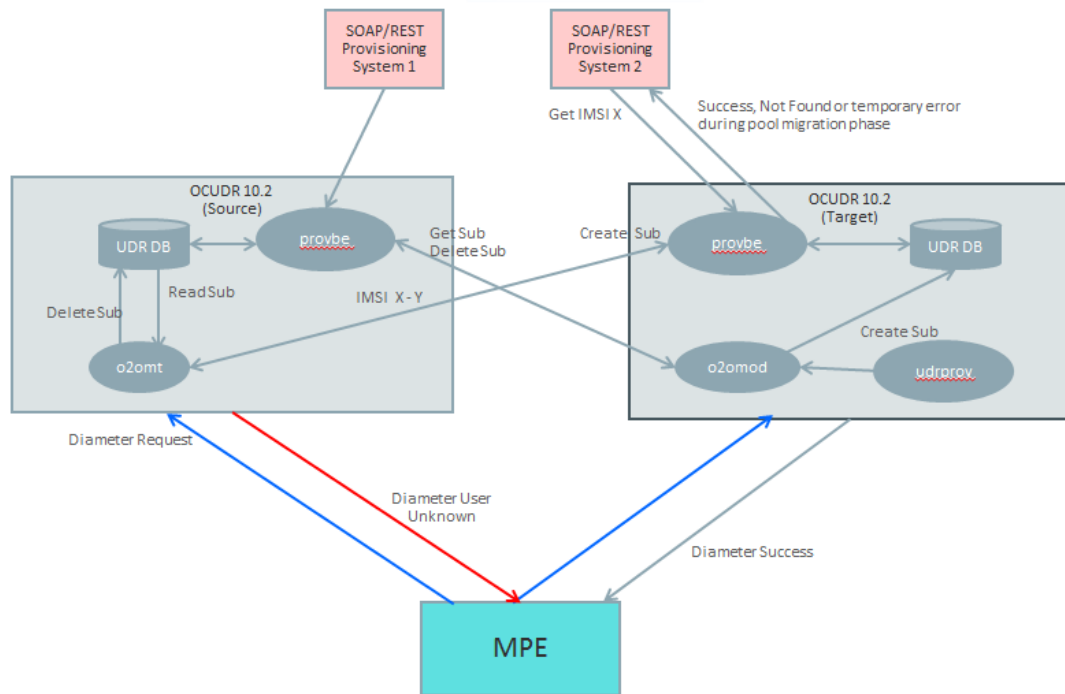 SOAP/REST
Provisioning
System 1
SOAP/REST
Provisioning
System 2
Get IMSI X
Success, Not Found or temporary error
during pool migration phase
OCUDR 10.2
(Source)
UDR DB
provbe
Read Sub
Delete Sub
o2omt
Get Sub
Delete Sub
IMSI X - Y
Create Sub
OCUDR 10.2
(Target)
provbe
UDR DB
Create Sub
o2omod
udrprov
Diameter Request
Diameter User
Unknown
Diameter Success
MPE